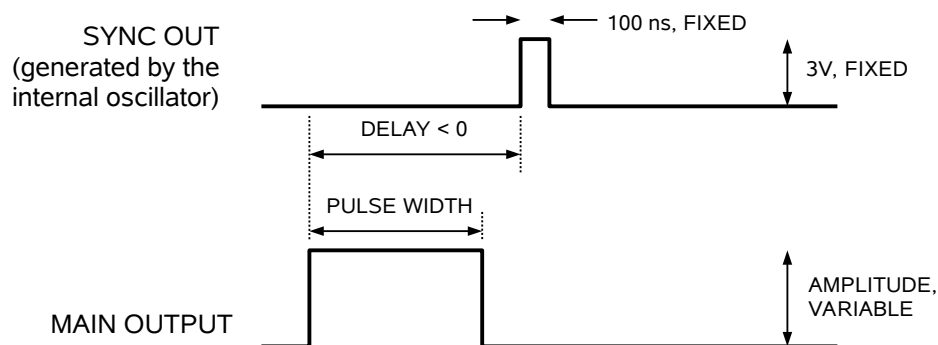 100 ns, FIXED
SYNC OUT
(generated by the
internal oscillator)
3V, FIXED
DELAY < 0
PULSE WIDTH
AMPLITUDE,
VARIABLE
MAIN OUTPUT